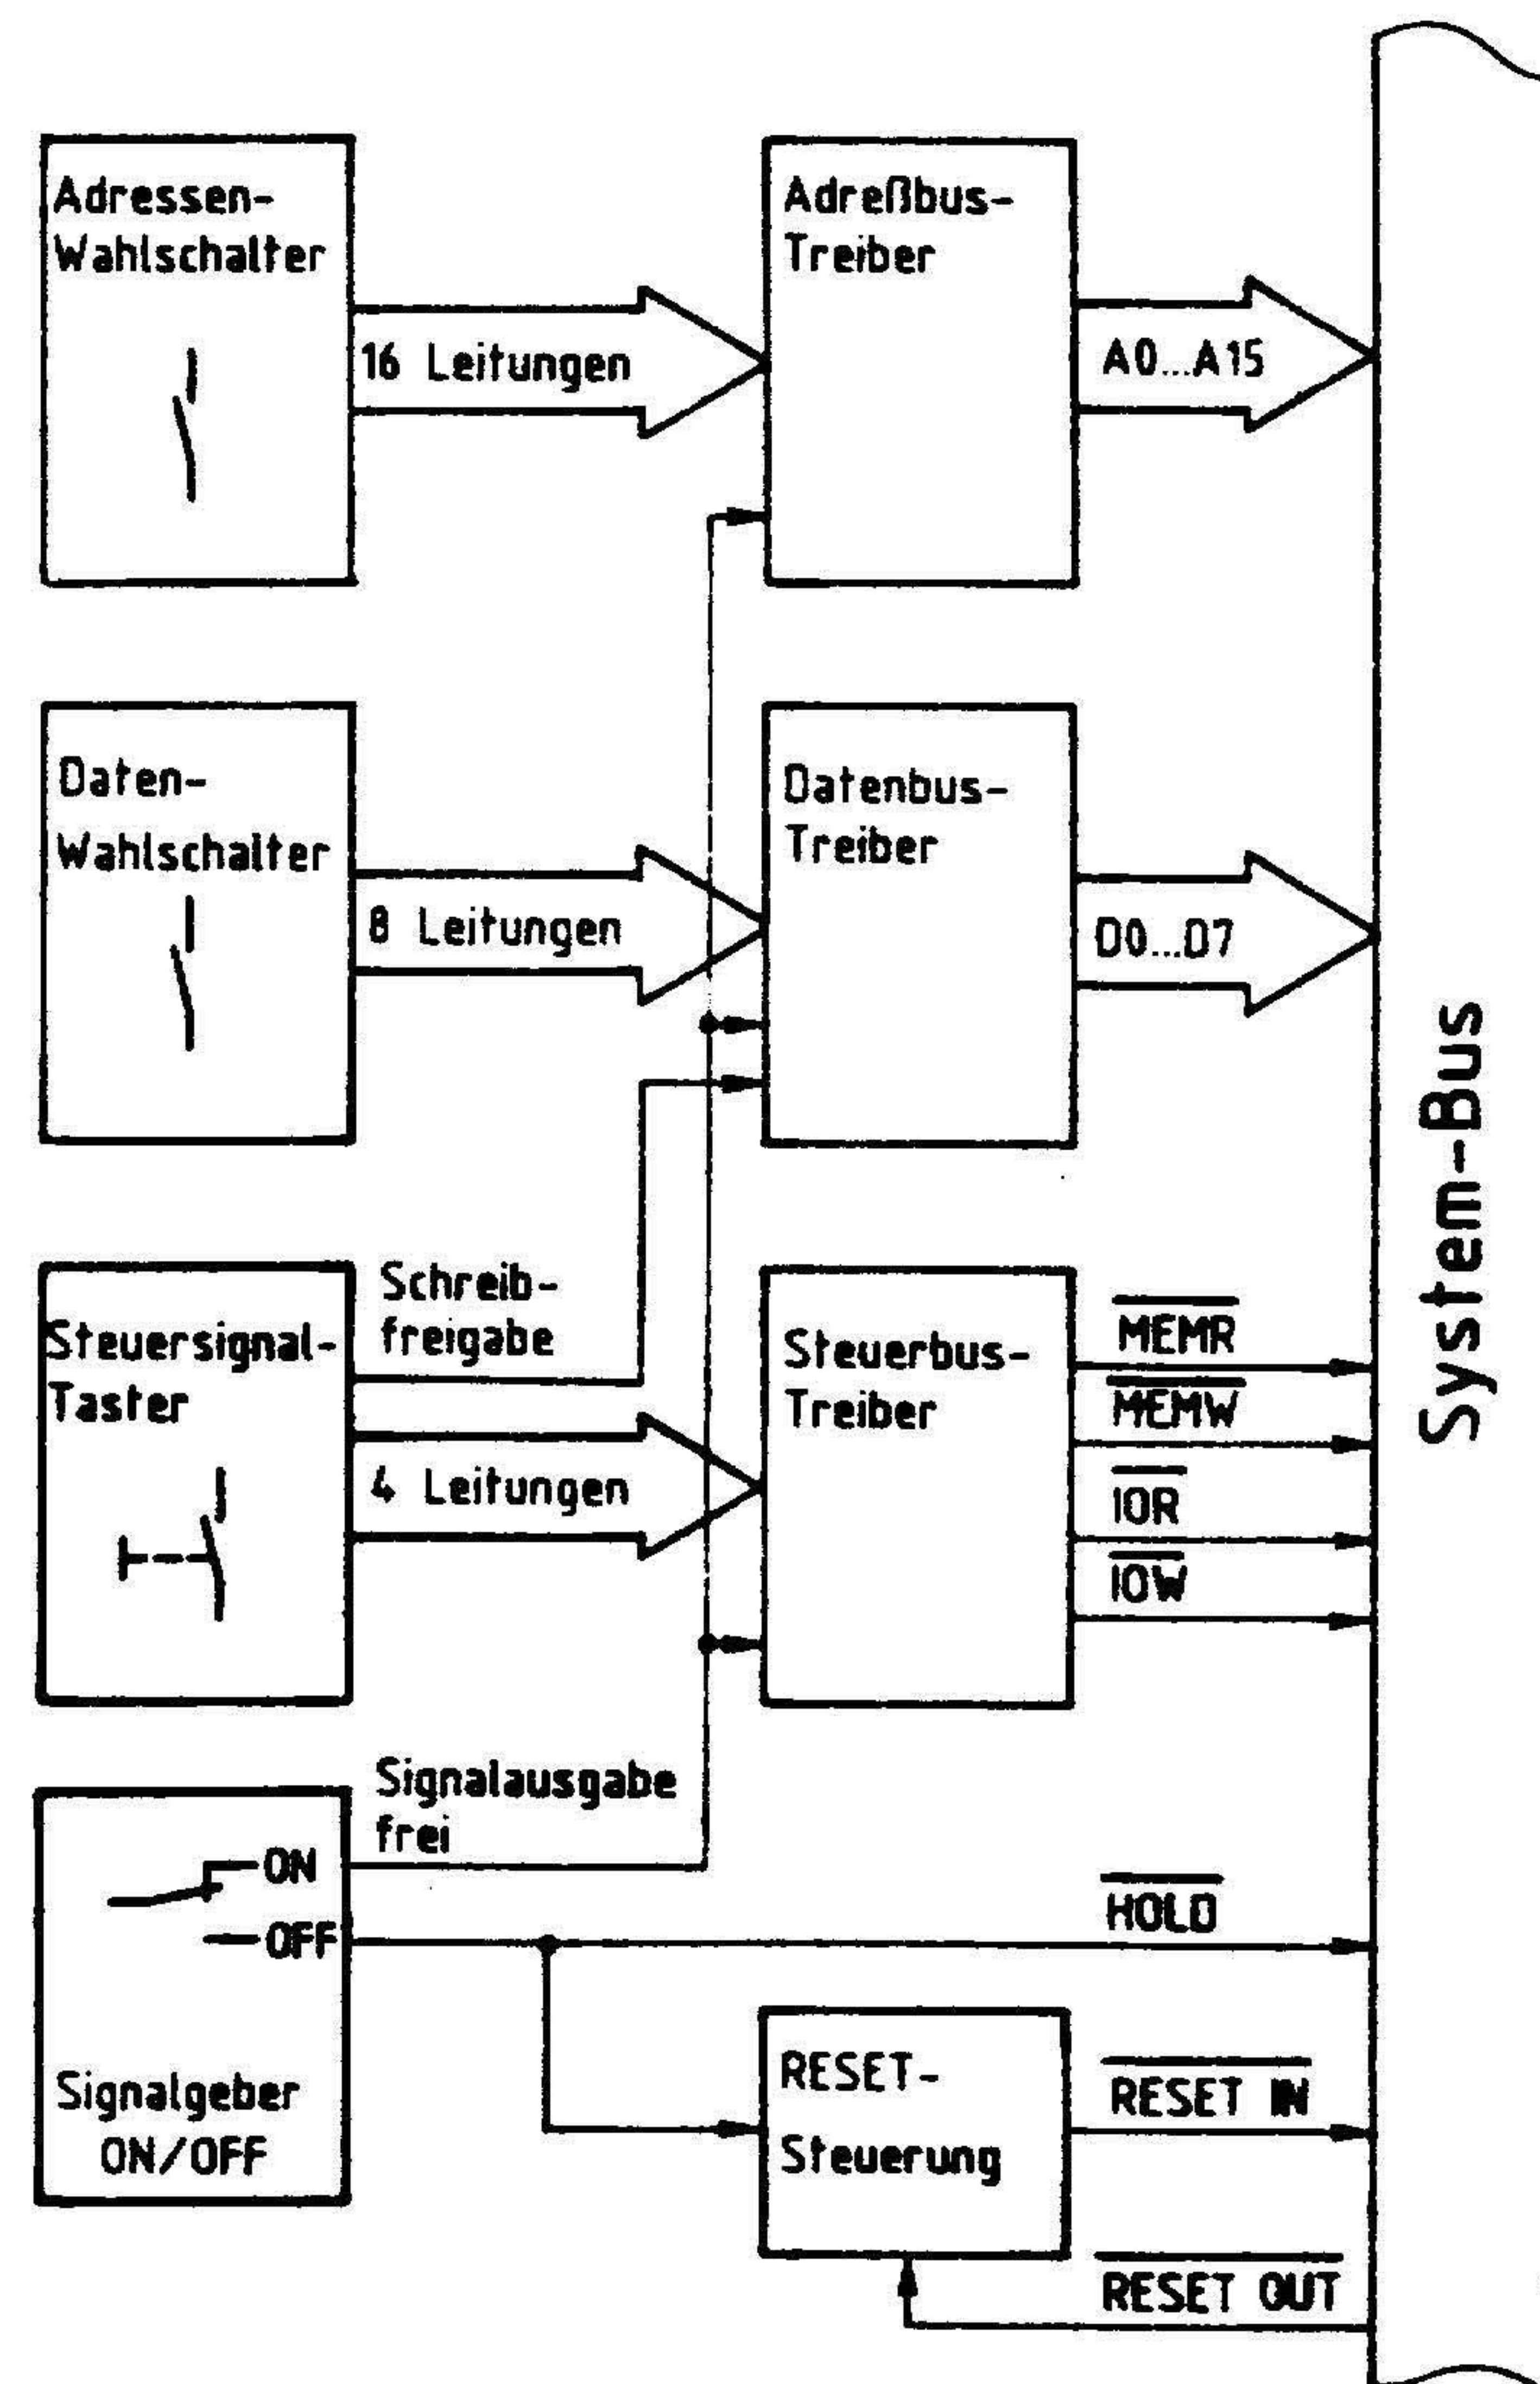 Adressen-
Wahlschalter
16 Leitungen
Adreßbus-
Treiber
A0...A15
Daten-
Wahlschalter
8 Leitungen
Datenbus-
Treiber
D0...D7
Steuersignal-
Taster
Schreib-
freigabe
4 Leitungen
Steuerbus-
Treiber
MEMR
MEMW
IOR
IOW
System-Bus
Signalausgabe
frei
ON
OFF
Signalgeber
ON/OFF
HOLD
RESET-
Steuerung
RESET IN
RESET OUT